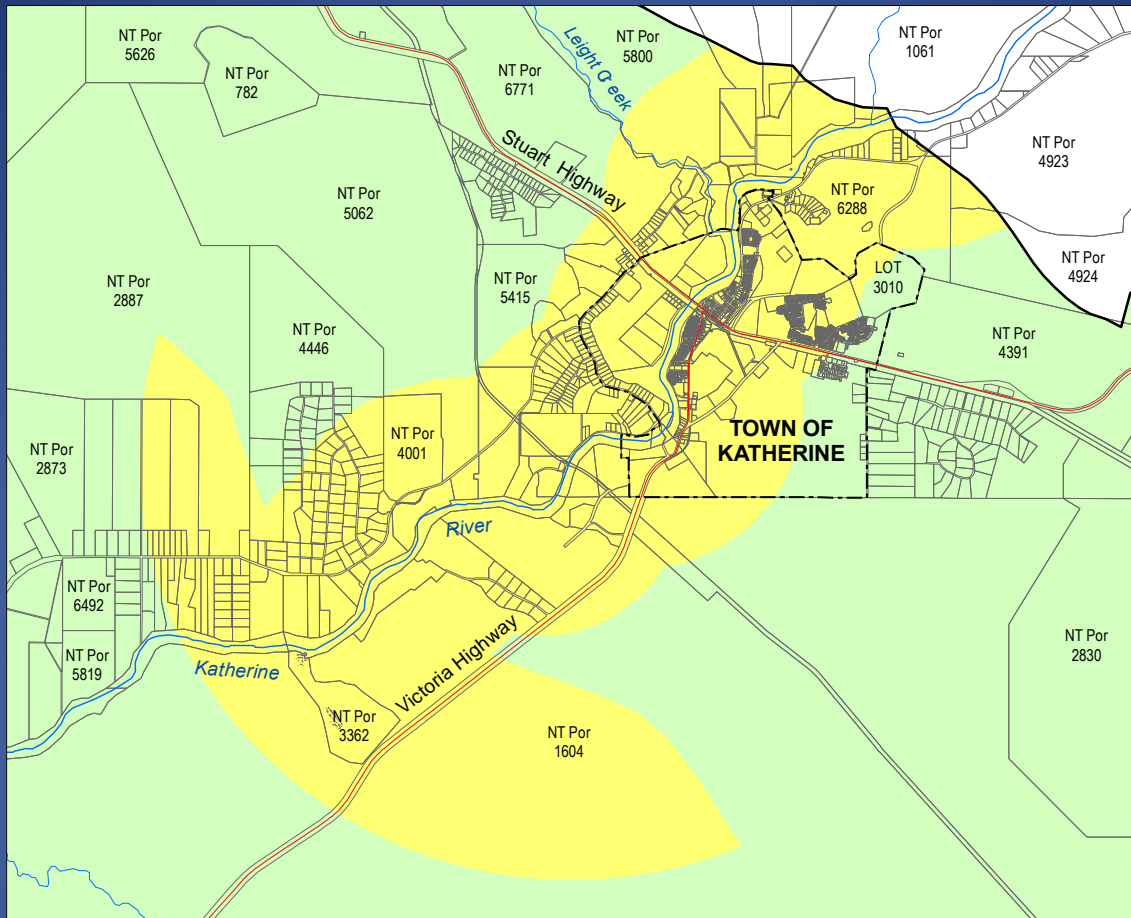 NT Por
5626
NT Por
782
Leight Creek
NT Por
5800
NT Por
1061
NT Por
6771
Stuart Highway
NT Por
4923
NT Por
5062
NT Por
6288
NT Por
4924
LOT
3010
NT Por
2887
NT Por
5415
NT Por
4446
NT Por
4391
TOWN OF
KATHERINE
NT Por
4001
NT Por
2873
River
NT Por
6492
NT Por
5819
Katherine
Victoria Highway
NT Por
2830
NT Por
3362
NT Por
1604